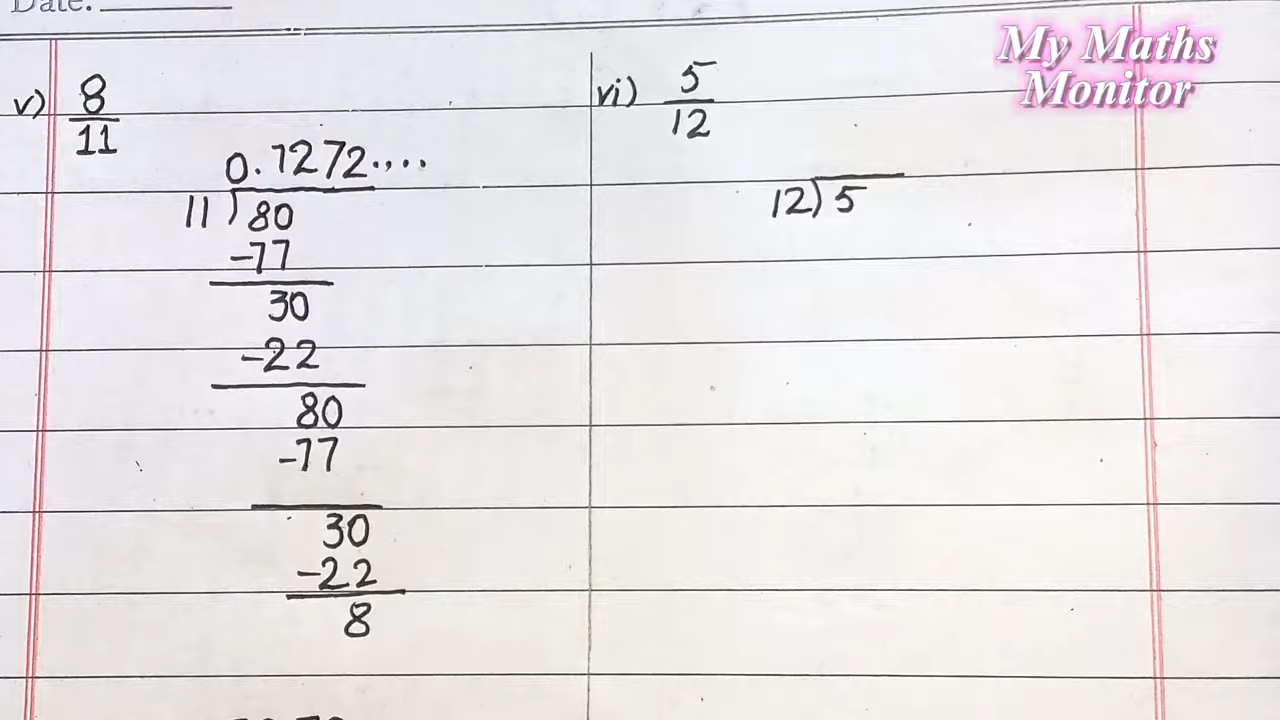 Date:
My Maths
Monitor
v) 8
11
0.7272....
11)80
-77
30
-22
80
-77
30
-22
8
vi) 5
12
12)5